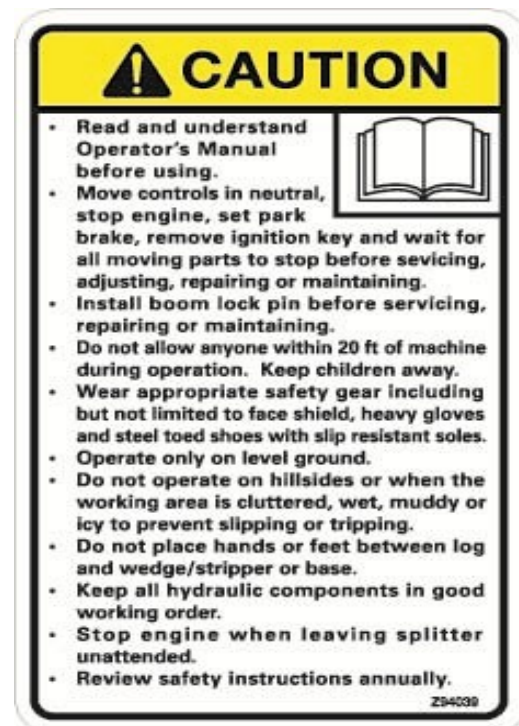 CAUTION
• Read and understand
Operator's Manual
before using.
• Move controls in neutral,
stop engine, set park
brake, remove ignition key and wait for
all moving parts to stop before sevicing,
adjusting, repairing or maintaining.
• Install boom lock pin before servicing,
repairing or maintaining.
• Do not allow anyone within 20 ft of machine
during operation. Keep children away.
• Wear appropriate safety gear including
but not limited to face shield, heavy gloves
and steel toed shoes with slip resistant soles.
• Operate only on level ground.
• Do not operate on hillsides or when the
working area is cluttered, wet, muddy or
icy to prevent slipping or tripping.
• Do not place hands or feet between log
and wedge/stripper or base.
• Keep all hydraulic components in good
working order.
• Stop engine when leaving splitter
unattended.
• Review safety instructions annually.
Z94039